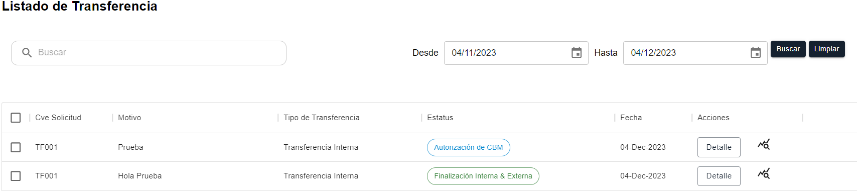 Listado de Transferencia
Buscar
Desde 04/11/2023 Hasta 04/12/2023 Buscar Limpiar
Cve Solicitud Motivo Tipo de Transferencia Estatus Fecha Acciones
TF001 Prueba Transferencia Interna Autorización de CBM 04-Dec-2023 Detalle
TF001 Hola Prueba Transferencia Interna Finalización Interna & Externa 04-Dec-2023 Detalle